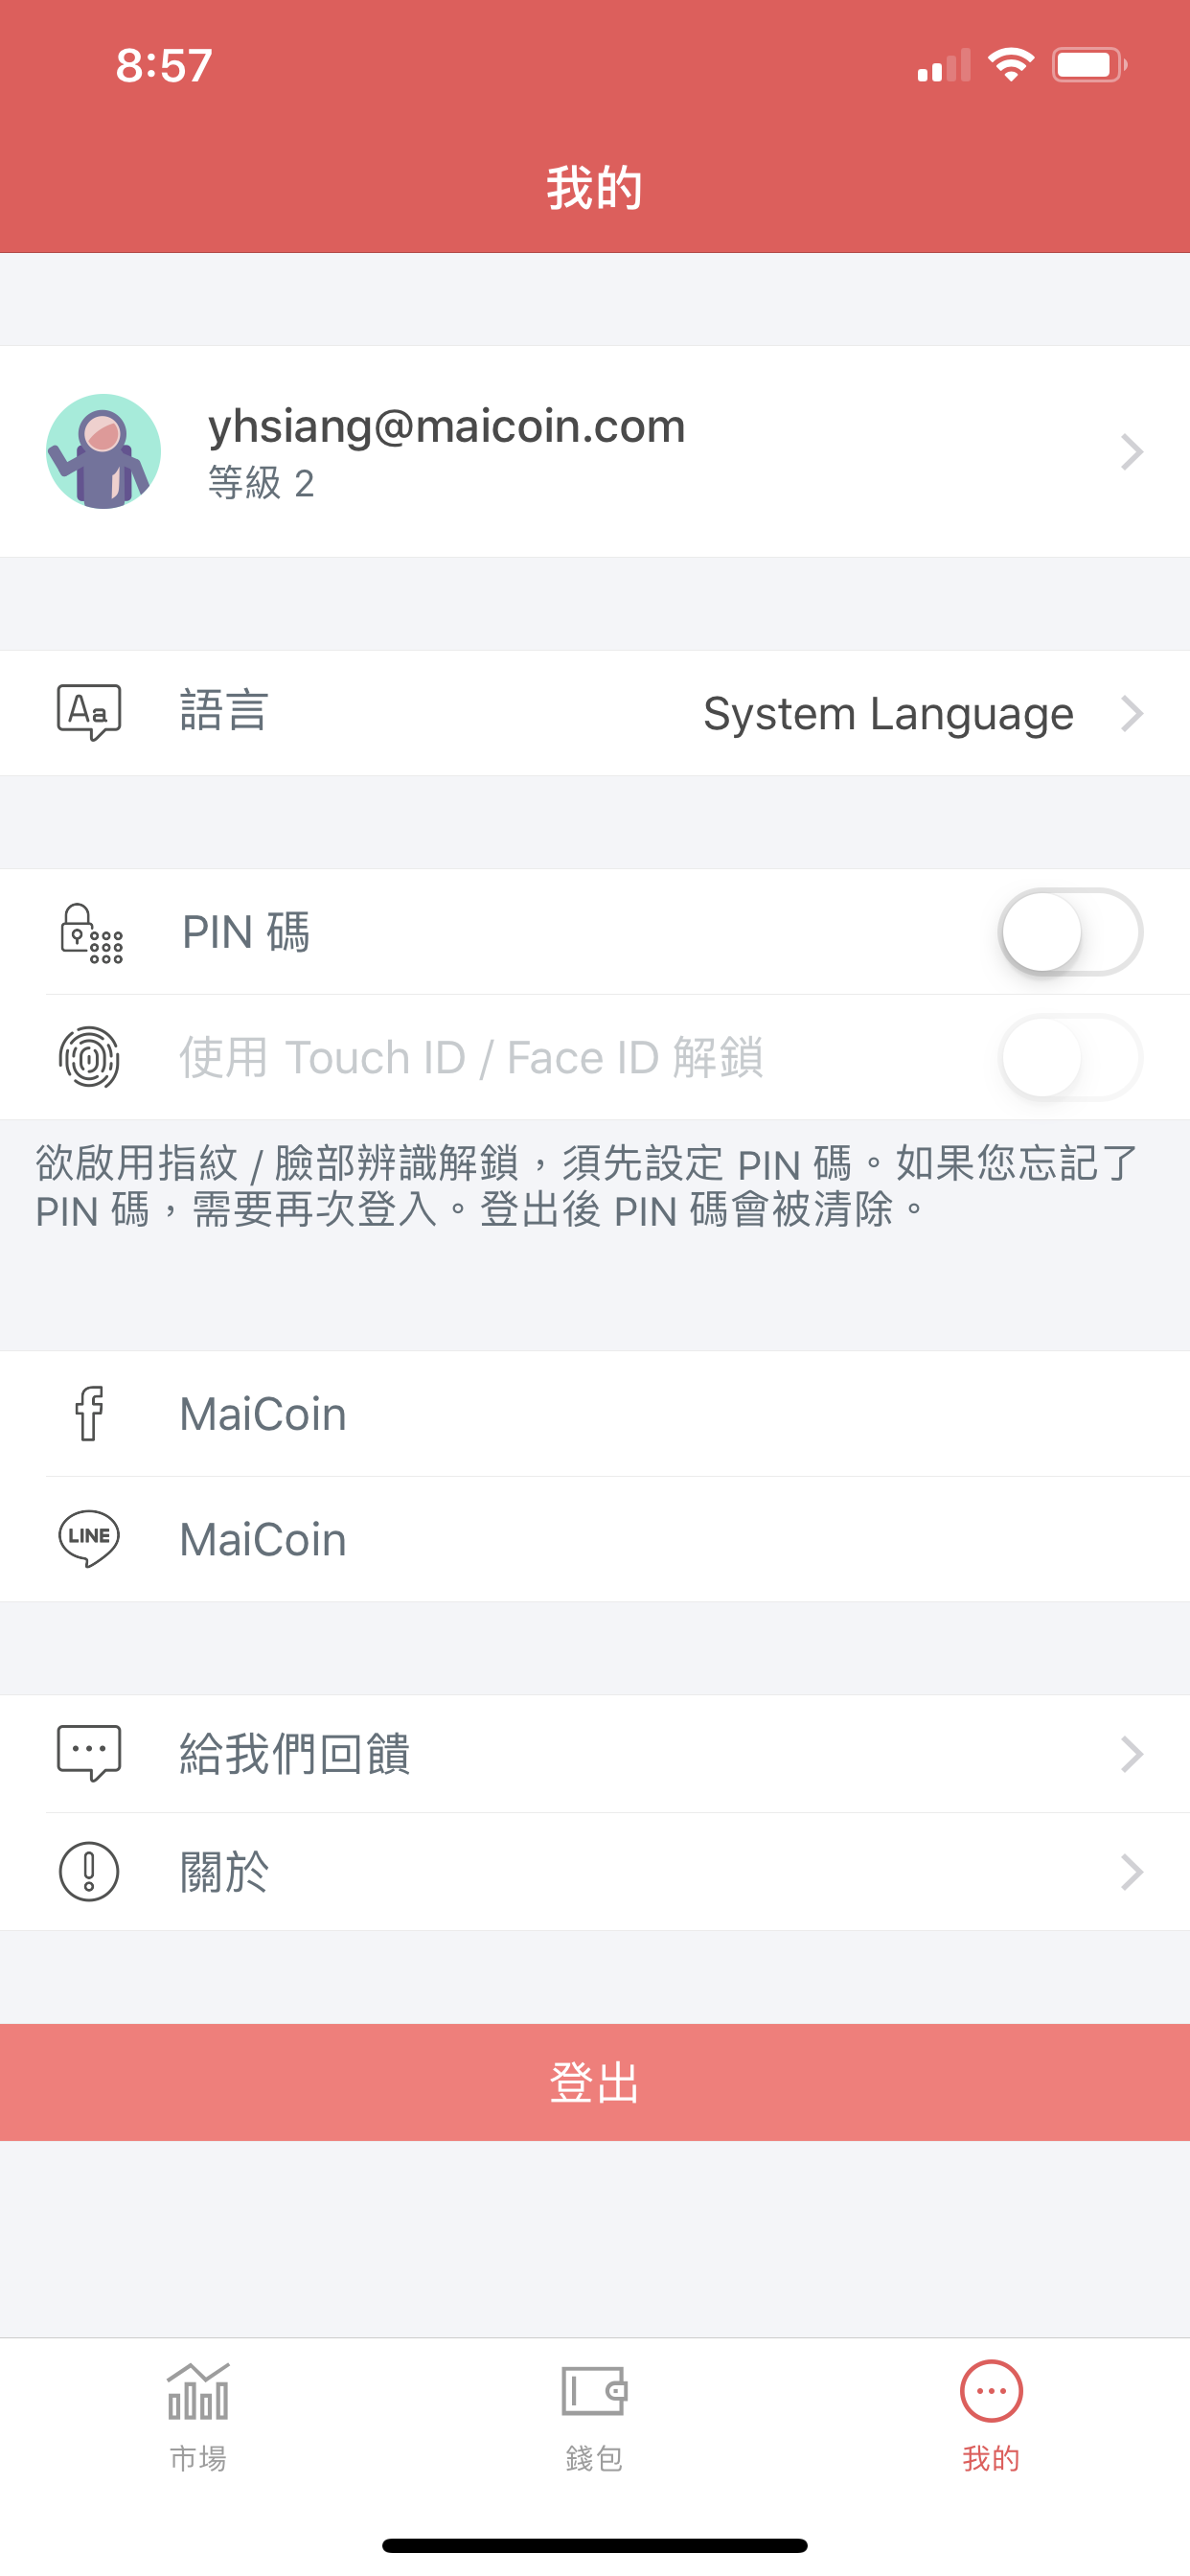 8:57
我的
yhsiang@maicoin.com
等級 2
Aa
語言
System Language
PIN 碼
使用 Touch ID / Face ID 解鎖
欲啟用指紋 / 臉部辨識解鎖，須先設定 PIN 碼。如果您忘記了
PIN 碼，需要再次登入。登出後 PIN 碼會被清除。
MaiCoin
LINE
MaiCoin
給我們回饋
關於
登出
市場
錢包
我的